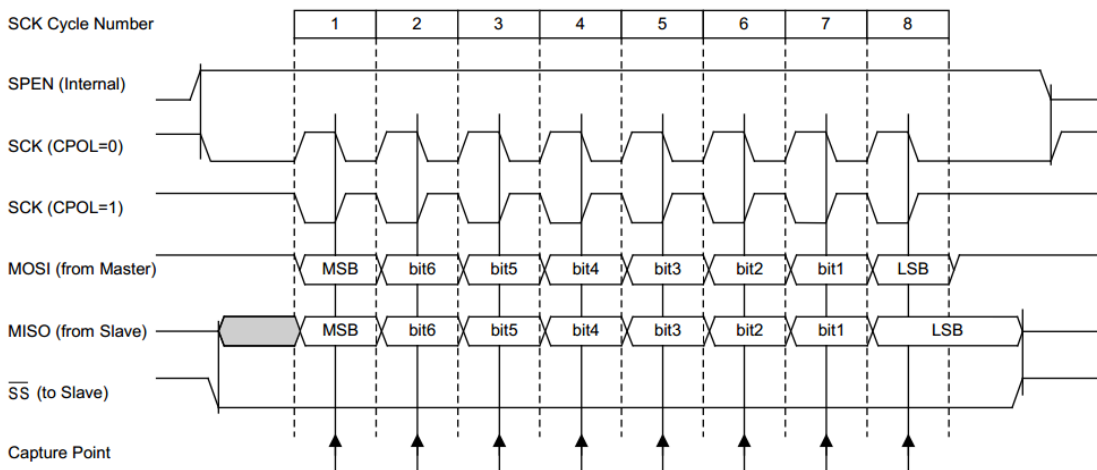 SCK Cycle Number 1 2 3 4 5 6 7 8
SPEN (Internal)
SCK (CPOL=0)
SCK (CPOL=1)
MOSI (from Master) MSB bit6 bit5 bit4 bit3 bit2 bit1 LSB
MISO (from Slave) MSB bit6 bit5 bit4 bit3 bit2 bit1 LSB
S̅S̅ (to Slave)
Capture Point